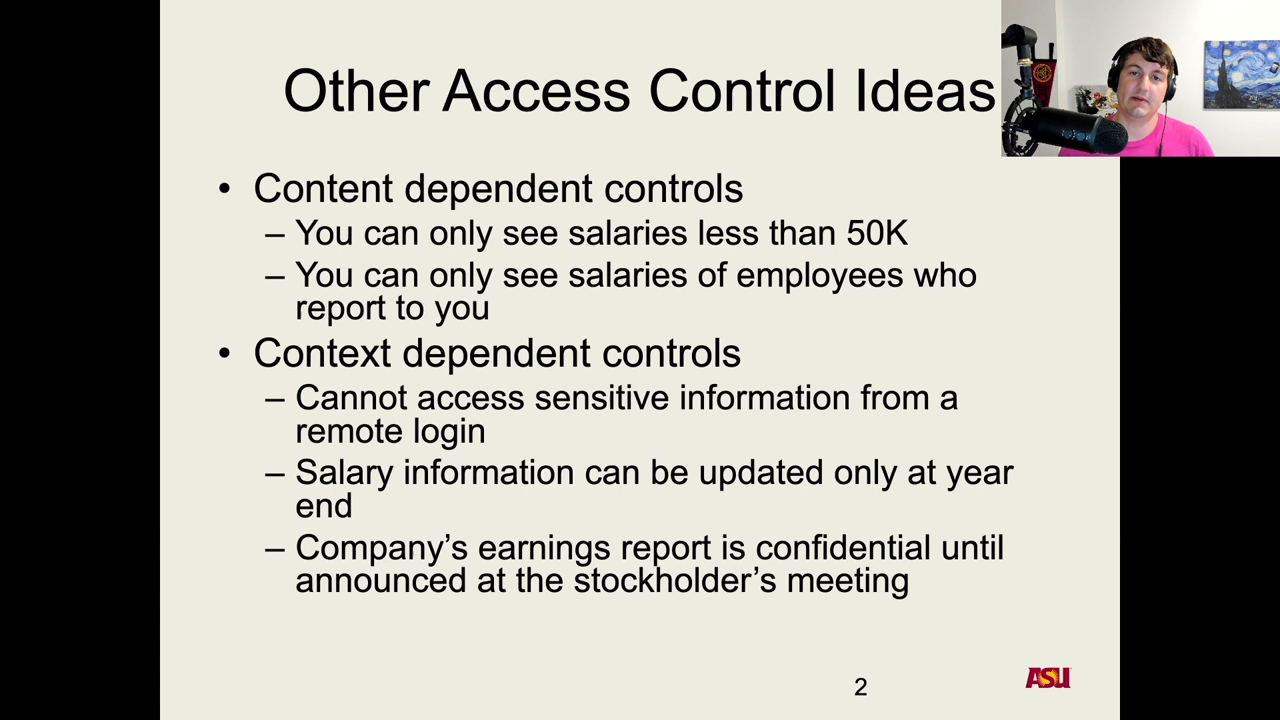 Other Access Control Ideas
• Content dependent controls
– You can only see salaries less than 50K
– You can only see salaries of employees who
report to you
• Context dependent controls
– Cannot access sensitive information from a
remote login
– Salary information can be updated only at year
end
– Company’s earnings report is confidential until
announced at the stockholder’s meeting
2
ASU